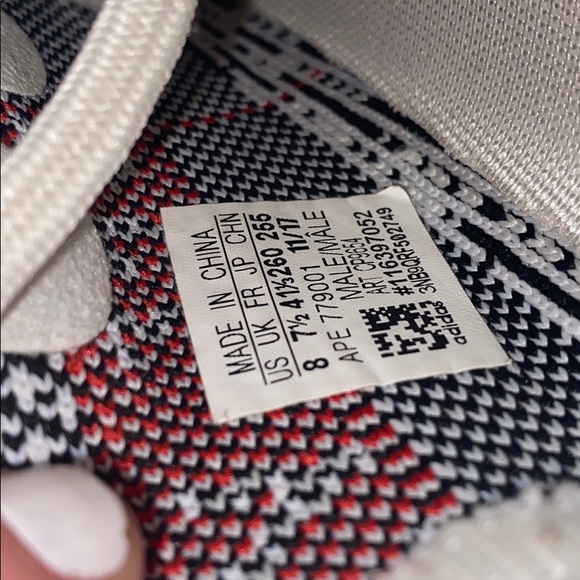 MADE IN CHINA
US UK FR JP CHN
8 7½ 41⅓ 260 255
APE 779001 11/17
MALE/MALE
ART CP9654
#116397052
3NB9QR502749
adidas